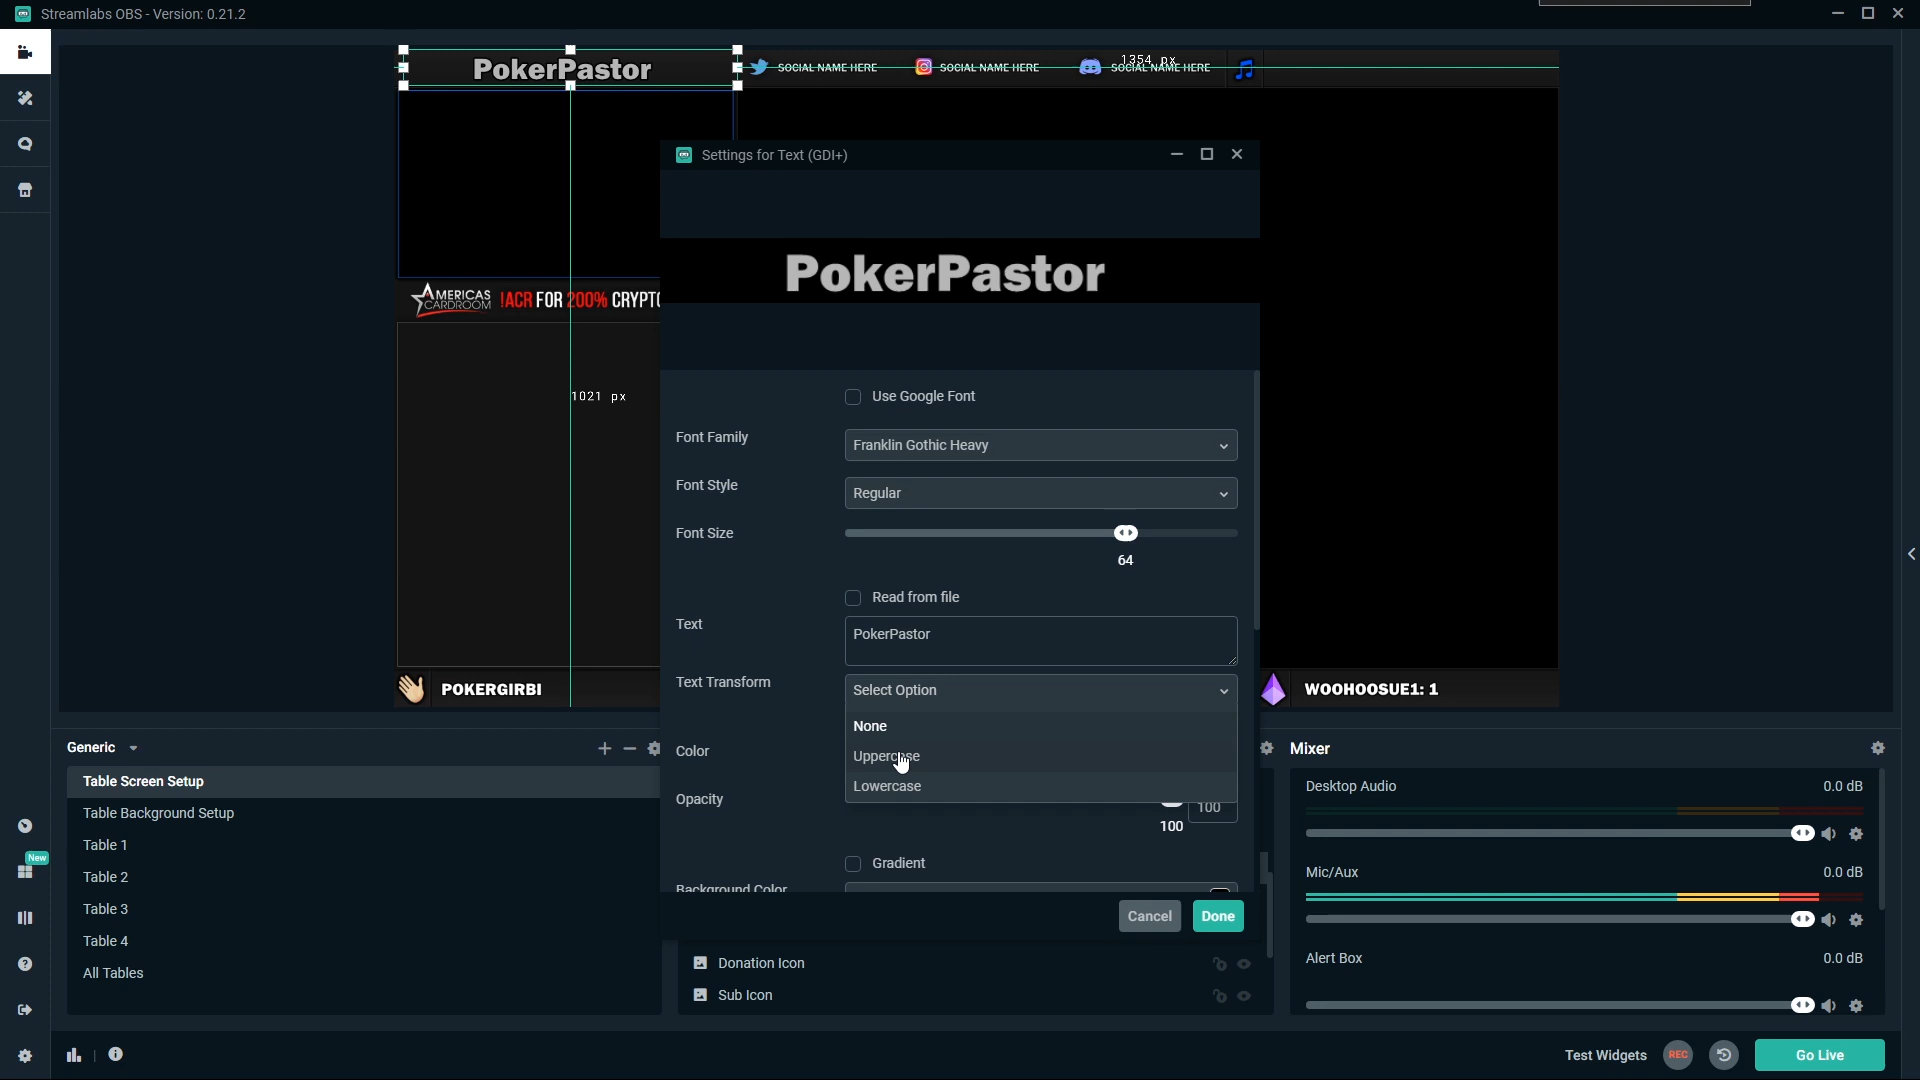 Streamlabs OBS - Version: 0.21.2
PokerPastor
SOCIAL NAME HERE
SOCIAL NAME HERE
SOCIAL NAME HERE
1354 px
Settings for Text (GDI+)
PokerPastor
AMERICAS CARDROOM
!ACR FOR 200% CRYPTO
1021 px
Use Google Font
Font Family
Franklin Gothic Heavy
Font Style
Regular
Font Size
64
Read from file
Text
PokerPastor
Text Transform
Select Option
None
Uppercase
Lowercase
Color
Opacity
100
100
Gradient
Background Color
Cancel
Done
POKERGIRBI
WOOHOOSUE1: 1
Generic
Table Screen Setup
Table Background Setup
Table 1
Table 2
Table 3
Table 4
All Tables
New
Donation Icon
Sub Icon
Mixer
Desktop Audio
0.0 dB
Mic/Aux
0.0 dB
Alert Box
0.0 dB
Test Widgets
REC
Go Live